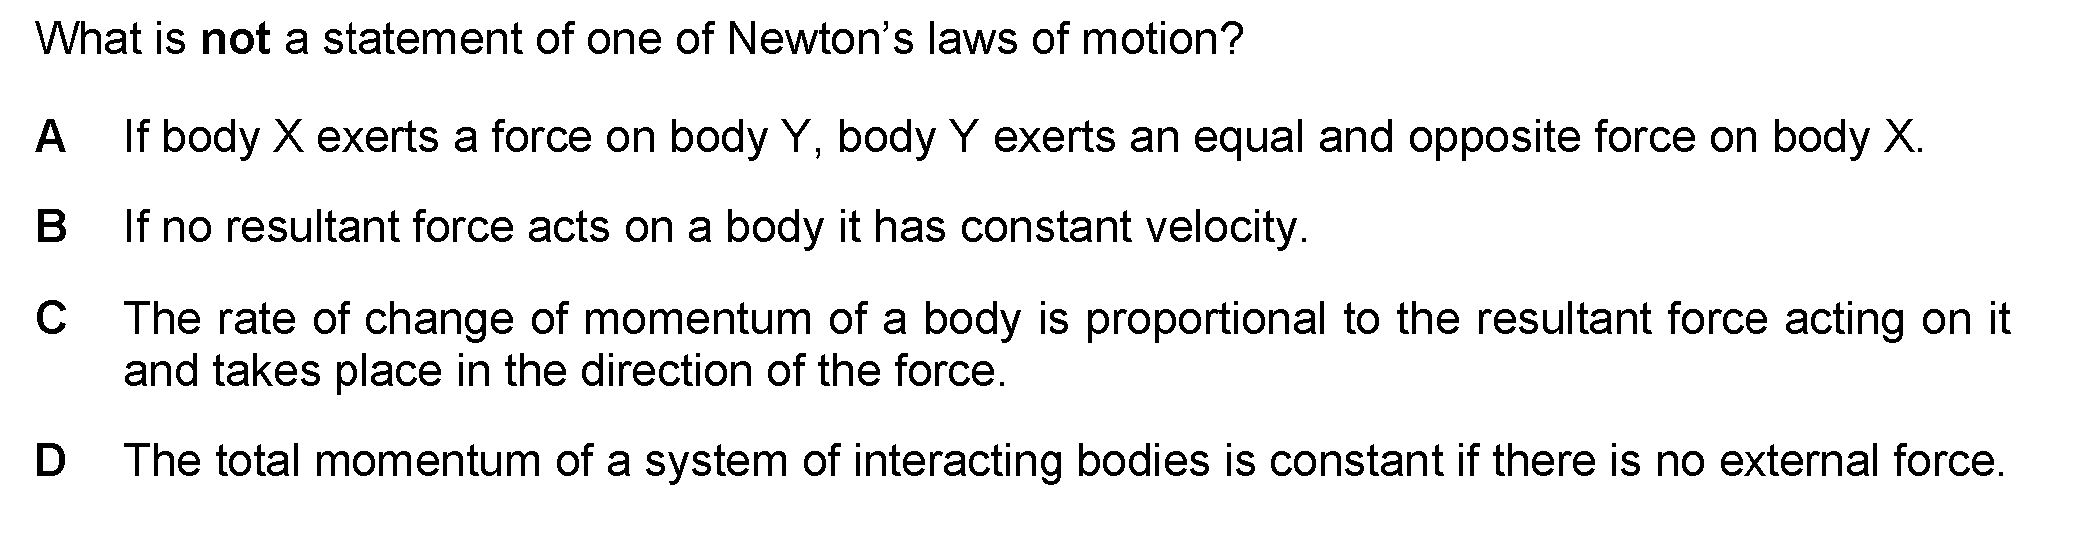 What is not a statement of one of Newton’s laws of motion?
A If body X exerts a force on body Y, body Y exerts an equal and opposite force on body X.
B If no resultant force acts on a body it has constant velocity.
C The rate of change of momentum of a body is proportional to the resultant force acting on it
and takes place in the direction of the force.
D The total momentum of a system of interacting bodies is constant if there is no external force.